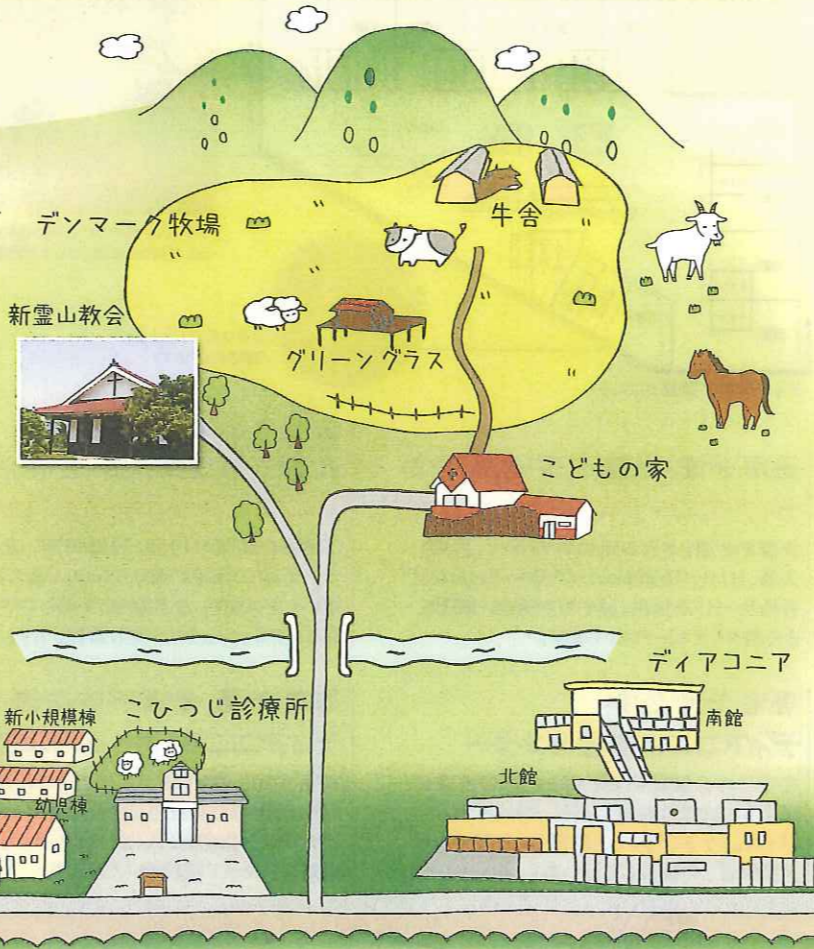 デンマーク牧場
牛舎
新霊山教会
グリーングラス
こどもの家
ディアコニア
新小規模棟
こひつじ診療所
南館
北館
幼児棟